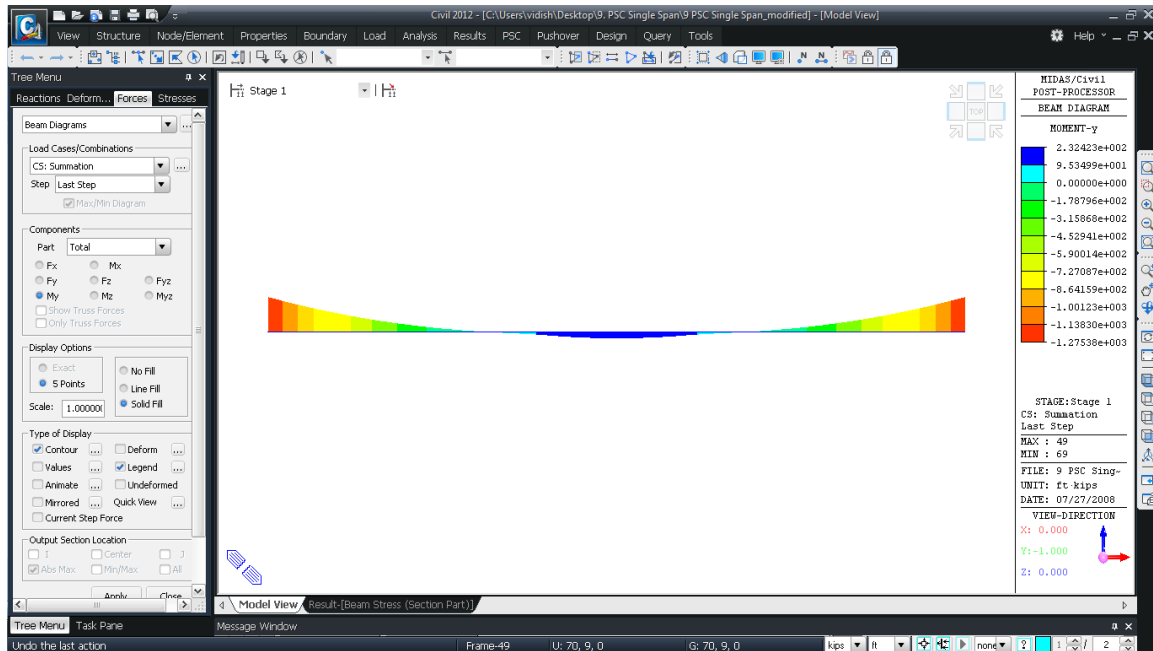 Civil 2012 - [C:\Users\vidish\Desktop\9. PSC Single Span\9 PSC Single Span_modified] - [Model View]
View Structure Node/Element Properties Boundary Load Analysis Results PSC Pushover Design Query Tools Help
Tree Menu
Reactions Deform... Forces Stresses
Beam Diagrams
Load Cases/Combinations
CS: Summation
Step Last Step
Max/Min Diagram
Components
Part Total
Fx Mx
Fy Fz Fyz
My Mz Myz
Show Truss Forces
Only Truss Forces
Display Options
Exact
5 Points
No Fill
Line Fill
Solid Fill
Scale: 1.00000
Type of Display
Contour ... Deform ...
Values ... Legend ...
Animate ... Undeformed
Mirrored ... Quick View ...
Current Step Force
Output Section Location
I Center J
Abs Max Min/Max All
Apply Close
Tree Menu Task Pane
Stage 1
TOP
MIDAS/Civil
POST-PROCESSOR
BEAM DIAGRAM
MOMENT-y
2.32423e+002
9.53499e+001
0.00000e+000
-1.78796e+002
-3.15868e+002
-4.52941e+002
-5.90014e+002
-7.27087e+002
-8.64159e+002
-1.00123e+003
-1.13830e+003
-1.27538e+003
STAGE:Stage 1
CS: Summation
Last Step
MAX : 49
MIN : 69
FILE: 9 PSC Sing~
UNIT: ft·kips
DATE: 07/27/2008
VIEW-DIRECTION
X: 0.000
Y:-1.000
Z: 0.000
Model View Result-[Beam Stress (Section Part)]
Message Window
Undo the last action Frame-49 U: 70, 9, 0 G: 70, 9, 0 kips ft none ? 1 / 2